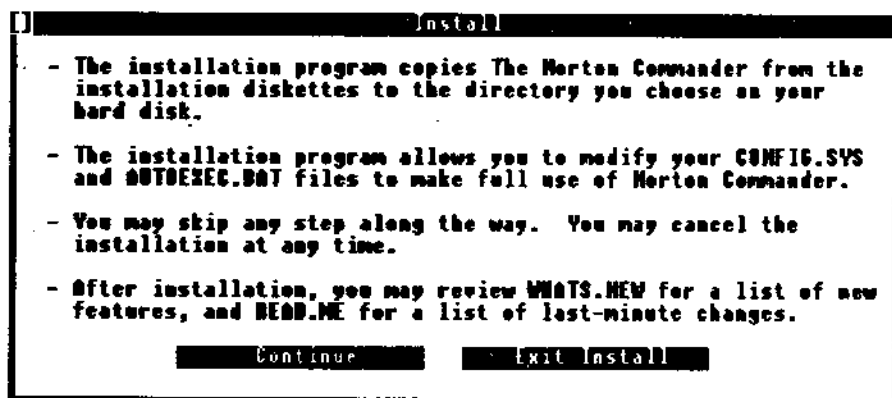 [] Install
- The installation program copies The Norton Commander from the
installation diskettes to the directory you choose on your
hard disk.
- The installation program allows you to modify your CONFIG.SYS
and AUTOEXEC.BAT files to make full use of Norton Commander.
- You may skip any step along the way. You may cancel the
installation at any time.
- After installation, you may review WHATS.NEW for a list of new
features, and READ.ME for a list of last-minute changes.
Continue Exit Install